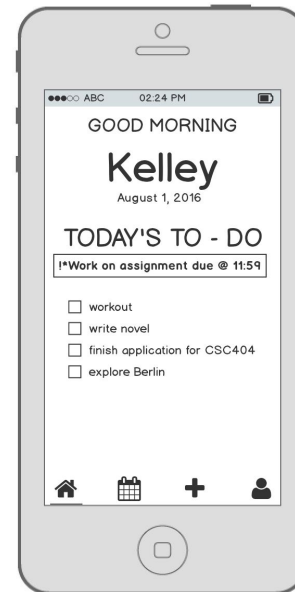 ABC 02:24 PM
GOOD MORNING
Kelley
August 1, 2016
TODAY'S TO - DO
!*Work on assignment due @ 11:59
workout
write novel
finish application for CSC404
explore Berlin